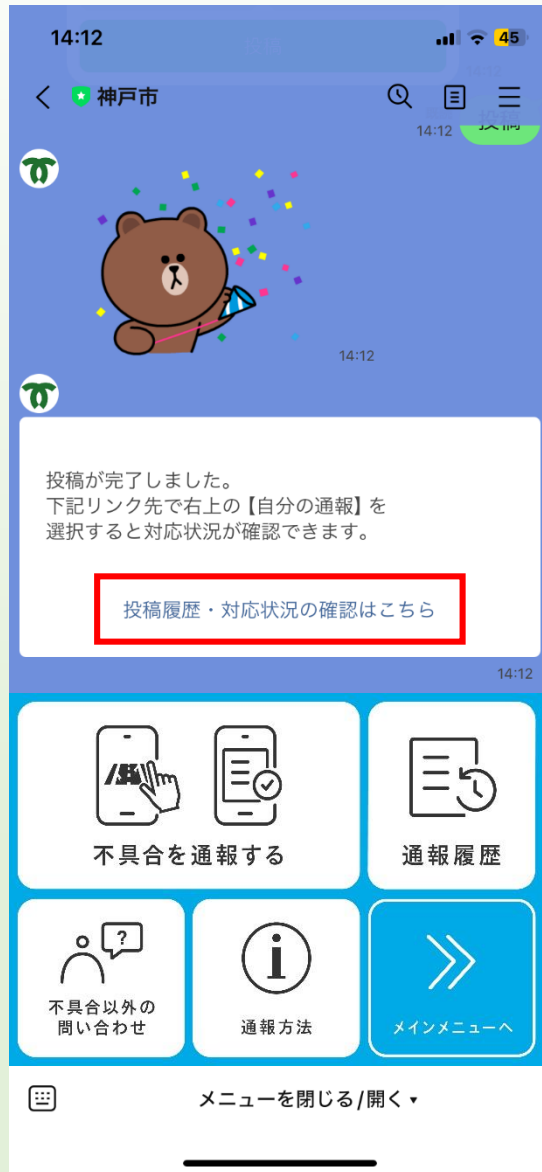 14:12
45
神戸市
投稿
14:12
14:12
投稿が完了しました。
下記リンク先で右上の【自分の通報】を
選択すると対応状況が確認できます。
投稿履歴・対応状況の確認はこちら
14:12
不具合を通報する
通報履歴
?
不具合以外の
問い合わせ
i
通報方法
メインメニューへ
メニューを閉じる/開く▾